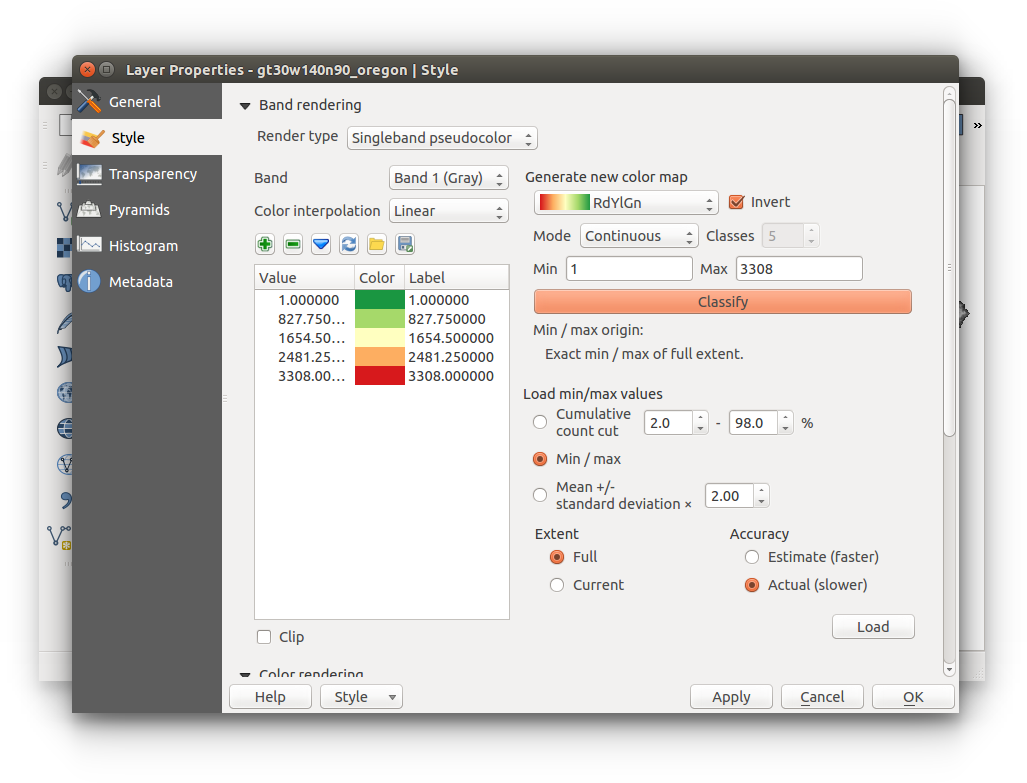 Layer Properties - gt30w140n90_oregon | Style
General
Style
Transparency
Pyramids
Histogram
Metadata
Band rendering
Render type Singleband pseudocolor
Band Band 1 (Gray)
Color interpolation Linear
Value Color Label
1.000000 1.000000
827.750... 827.750000
1654.50... 1654.500000
2481.25... 2481.250000
3308.00... 3308.000000
Clip
Generate new color map
RdYlGn Invert
Mode Continuous Classes 5
Min 1 Max 3308
Classify
Min / max origin:
Exact min / max of full extent.
Load min/max values
Cumulative
count cut 2.0 - 98.0 %
Min / max
Mean +/-
standard deviation × 2.00
Extent Accuracy
Full Estimate (faster)
Current Actual (slower)
Load
Color rendering
Help Style Apply Cancel OK
»